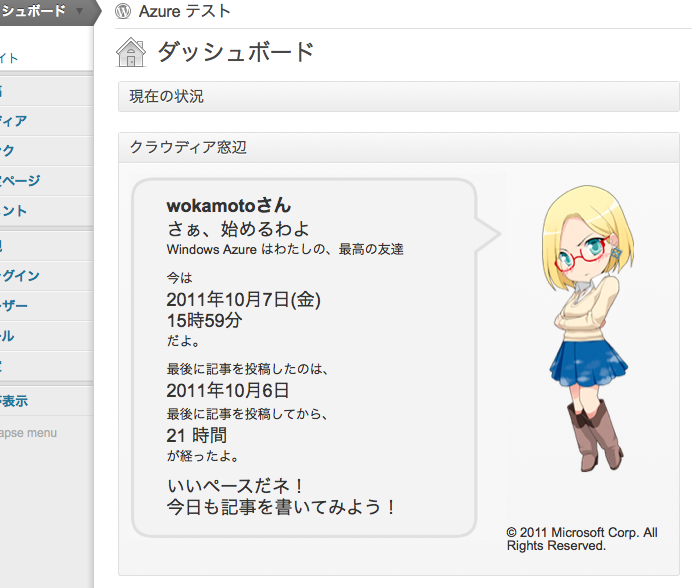 シュボード
Azure テスト
ダッシュボード
イト
ディア
ページ
現在の状況
クラウディア窓辺
wokamotoさん
さぁ、始めるわよ
Windows Azure はわたしの、最高の友達
今は
2011年10月7日(金)
15時59分
だよ。
最後に記事を投稿したのは、
2011年10月6日
最後に記事を投稿してから、
21 時間
が経ったよ。
いいペースだネ！
今日も記事を書いてみよう！
© 2011 Microsoft Corp. All
Rights Reserved.
ンク
ント
グイン
ーザー
ール
表示
apse menu